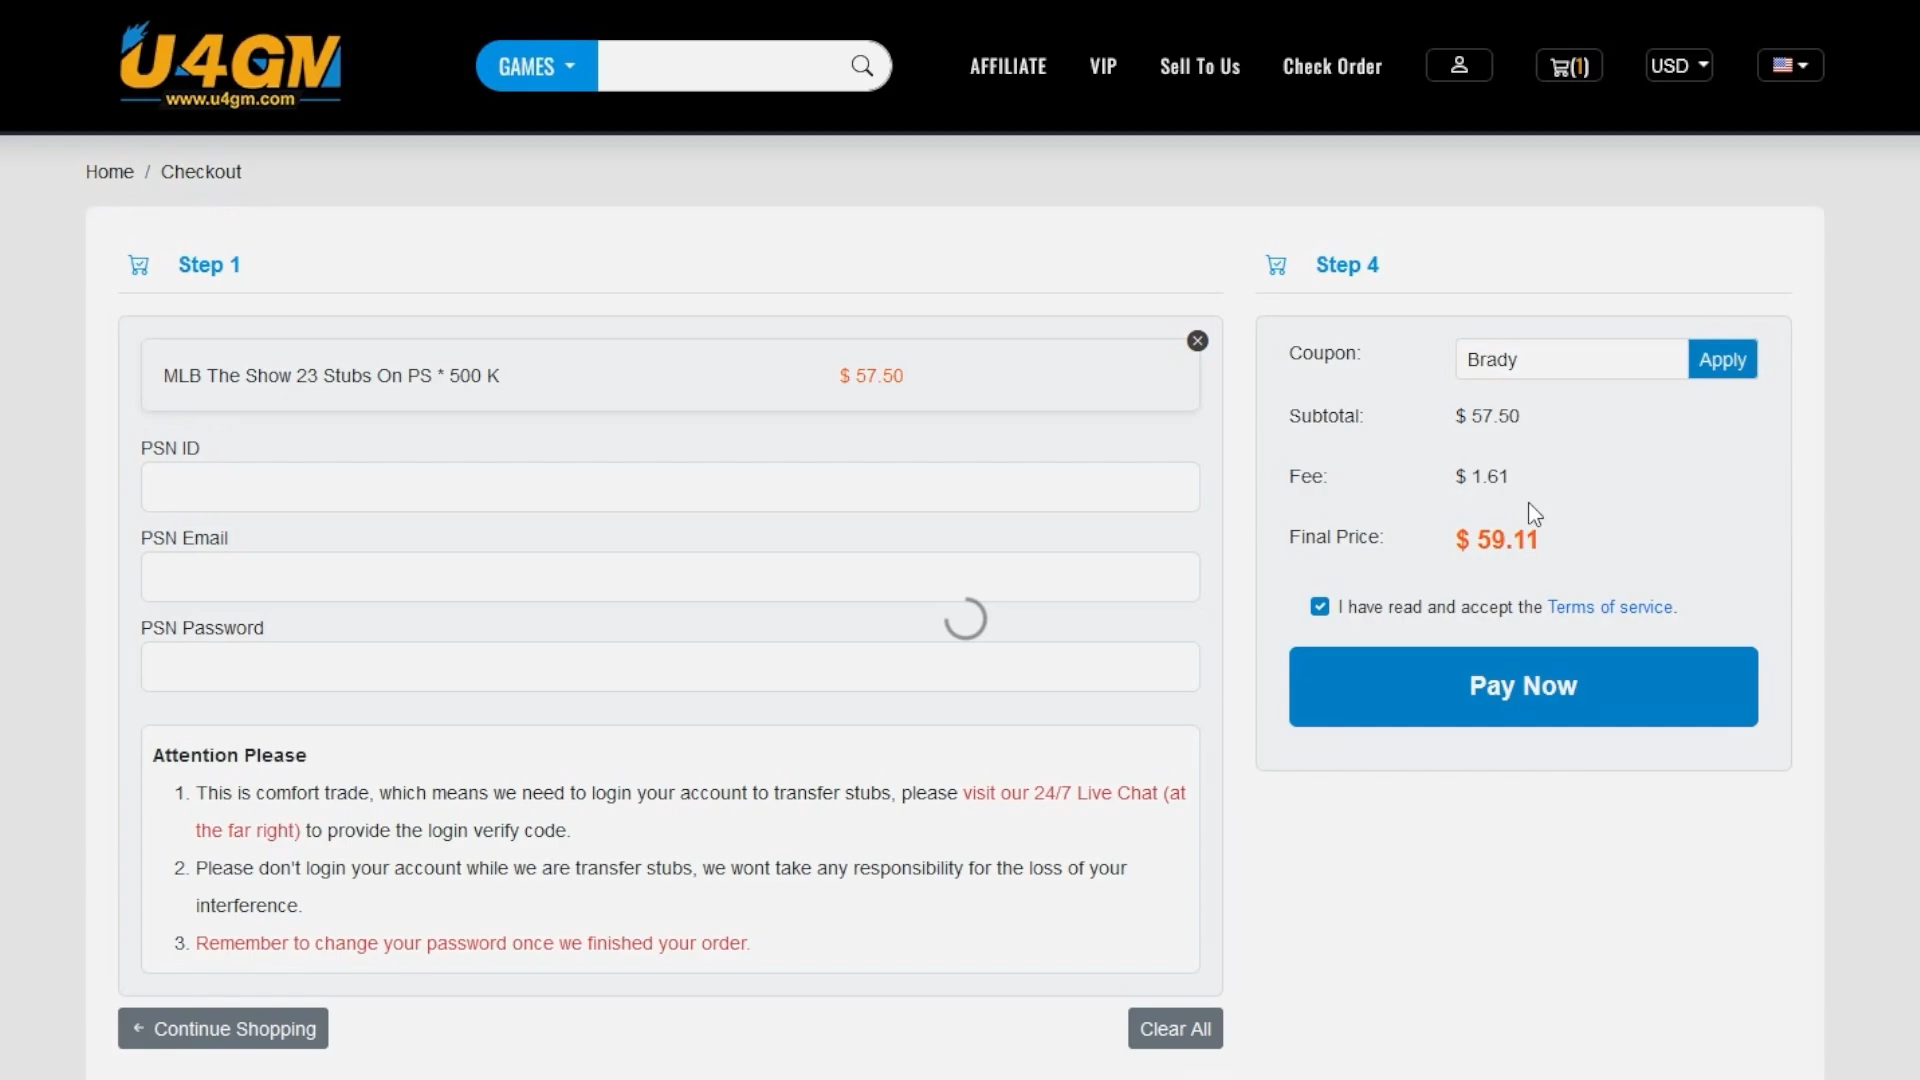 U4GM
www.u4gm.com
GAMES
AFFILIATE
VIP
Sell To Us
Check Order
(1)
USD
Home / Checkout
Step 1
MLB The Show 23 Stubs On PS * 500 K
$ 57.50
PSN ID
PSN Email
PSN Password
Attention Please
1. This is comfort trade, which means we need to login your account to transfer stubs, please visit our 24/7 Live Chat (at
the far right) to provide the login verify code.
2. Please don't login your account while we are transfer stubs, we wont take any responsibility for the loss of your
interference.
3. Remember to change your password once we finished your order.
Continue Shopping
Clear All
Step 4
Coupon:
Brady
Apply
Subtotal:
$ 57.50
Fee:
$ 1.61
Final Price:
$ 59.11
I have read and accept the Terms of service.
Pay Now